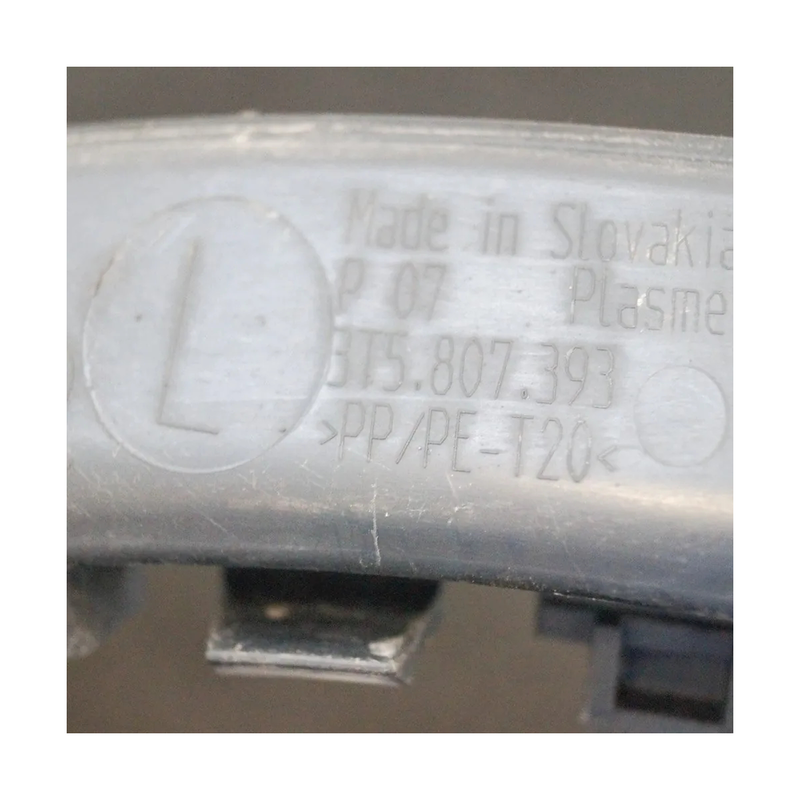 L
Made in Slovakia
P 07 Plasme
3T5.807.393
>PP/PE-T20<